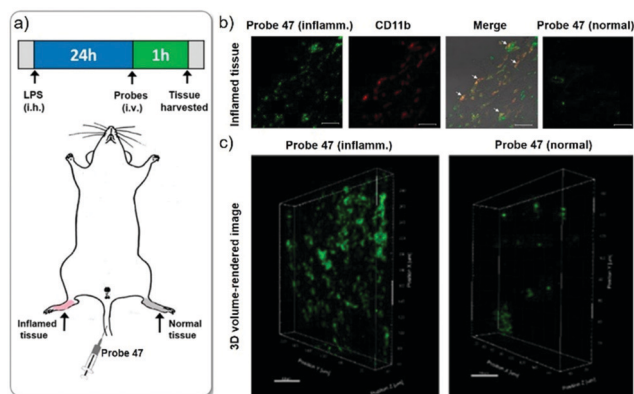 a)
24h
1h
LPS
(i.h.)
Probes
(i.v.)
Tissue
harvested
Inflamed
tissue
Normal
tissue
Probe 47
b)
Probe 47 (inflamm.)
CD11b
Merge
Probe 47 (normal)
Inflamed tissue
c)
Probe 47 (inflamm.)
Probe 47 (normal)
3D volume-rendered image